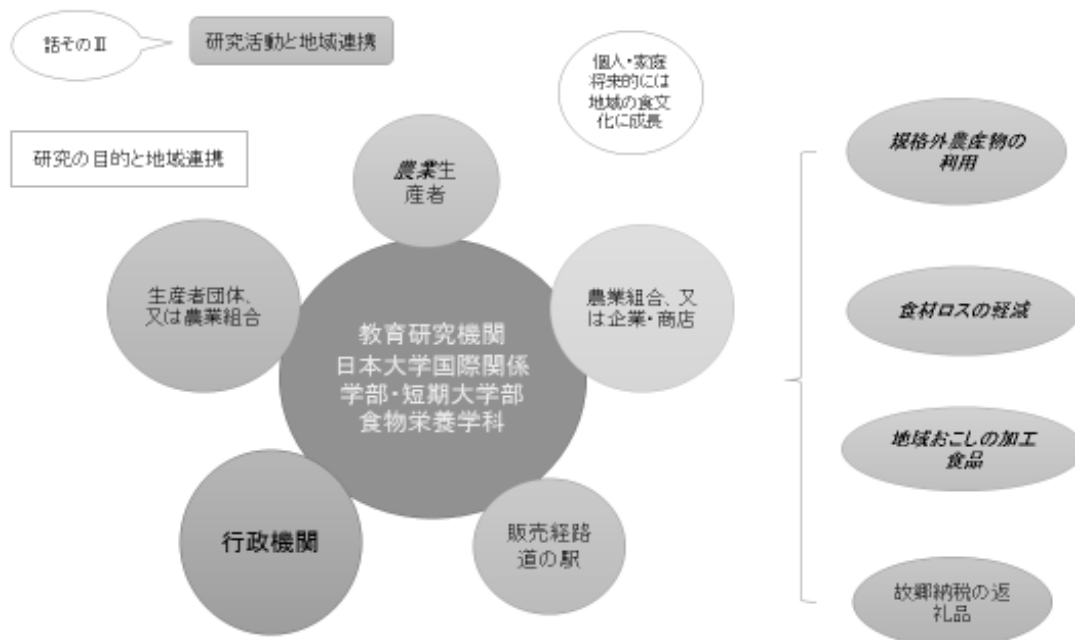 話そのⅡ
研究活動と地域連携
個人・家庭
将来的には
地域の食文
化に成長
研究の目的と地域連携
農業生
産者
生産者団体、
又は農業組合
農業組合、又
は企業・商店
教育研究機関
日本大学国際関係
学部・短期大学部
食物栄養学科
行政機関
販売経路
道の駅
規格外農産物の
利用
食材ロスの軽減
地域おこしの加工
食品
故郷納税の返
礼品